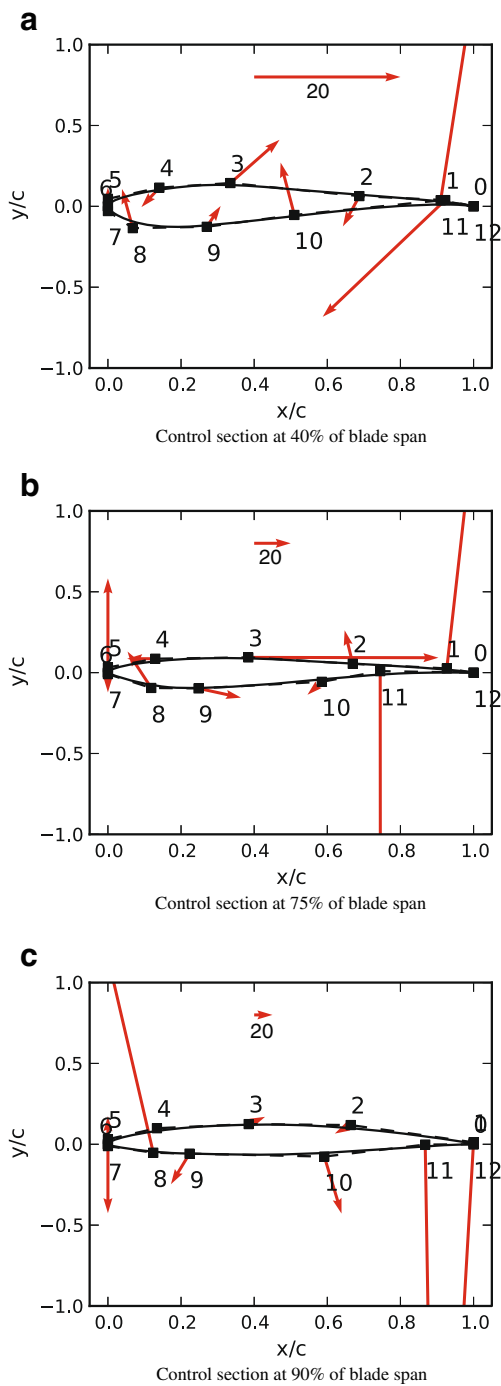 a
1.0
20
0.5
6 5 4 3 2 1 0
0.0
7 8 9 10 11 12
−0.5
−1.0
0.0 0.2 0.4 0.6 0.8 1.0
y/c
x/c
Control section at 40% of blade span
b
1.0
20
0.5
6 5 4 3 2 1 0
0.0
7 8 9 10 11 12
−0.5
−1.0
0.0 0.2 0.4 0.6 0.8 1.0
y/c
x/c
Control section at 75% of blade span
c
1.0
20
0.5
6 5 4 3 2 1 0
0.0
7 8 9 10 11 12
−0.5
−1.0
0.0 0.2 0.4 0.6 0.8 1.0
y/c
x/c
Control section at 90% of blade span